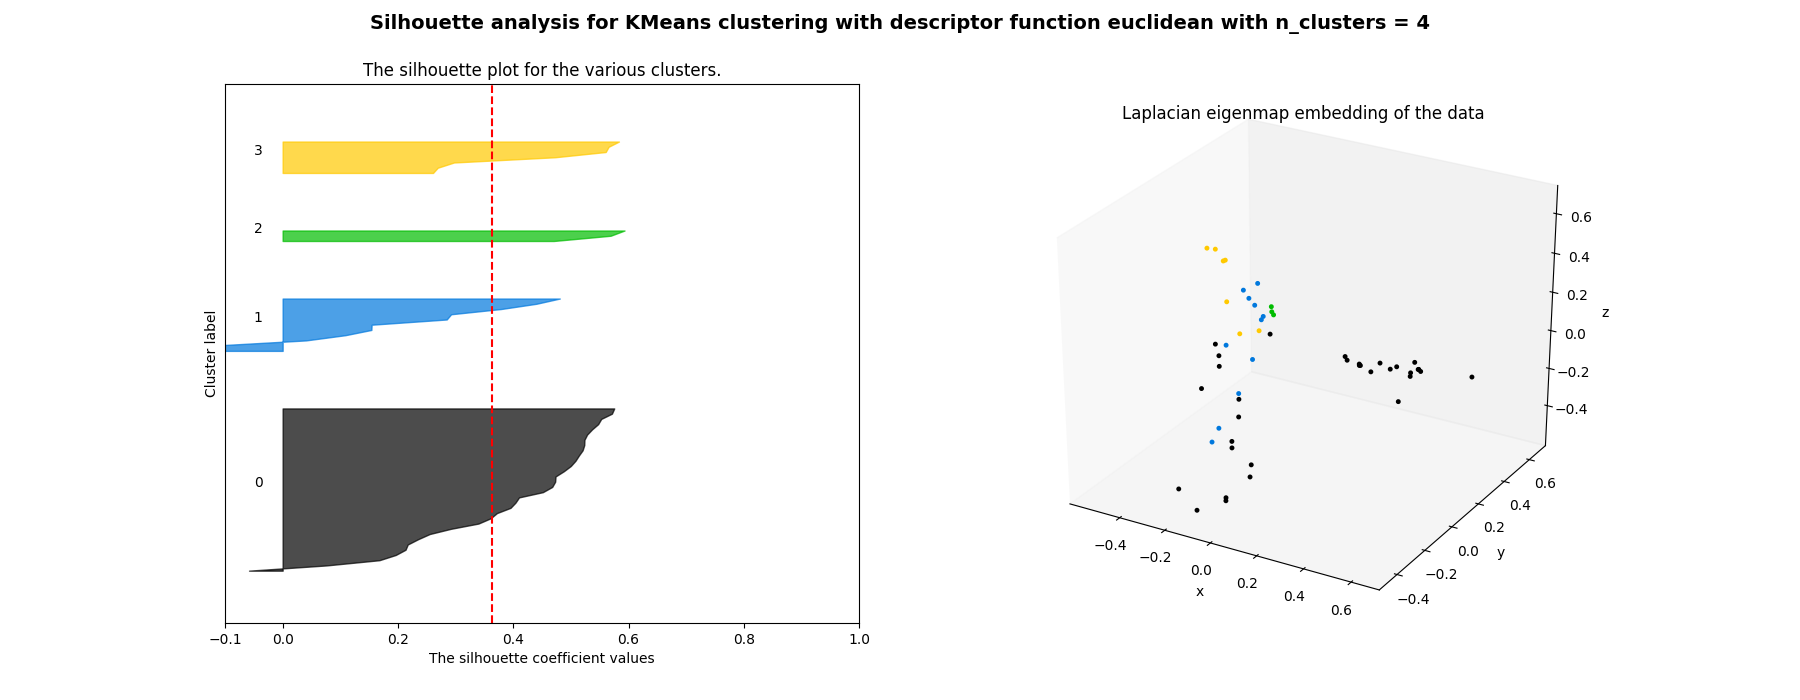 Silhouette analysis for KMeans clustering with descriptor function euclidean with n_clusters = 4
The silhouette plot for the various clusters.
3
2
1
0
Cluster label
−0.1 0.0 0.2 0.4 0.6 0.8 1.0
The silhouette coefficient values
Laplacian eigenmap embedding of the data
0.6
0.4
0.2
0.0
−0.2
−0.4
z
−0.4 −0.2 0.0 0.2 0.4 0.6
x
−0.4 −0.2 0.0 0.2 0.4 0.6
y